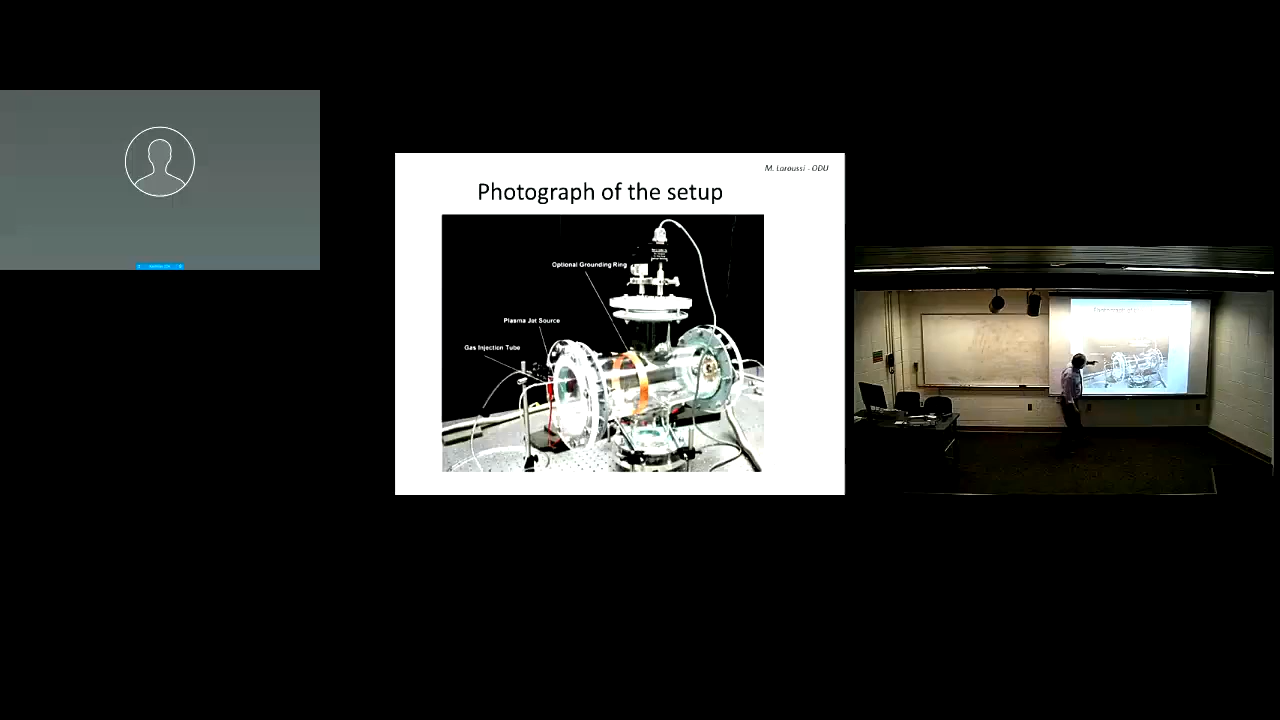 M. Laroussi - ODU
Photograph of the setup
Optional Grounding Ring
Plasma Jet Source
Gas Injection Tube